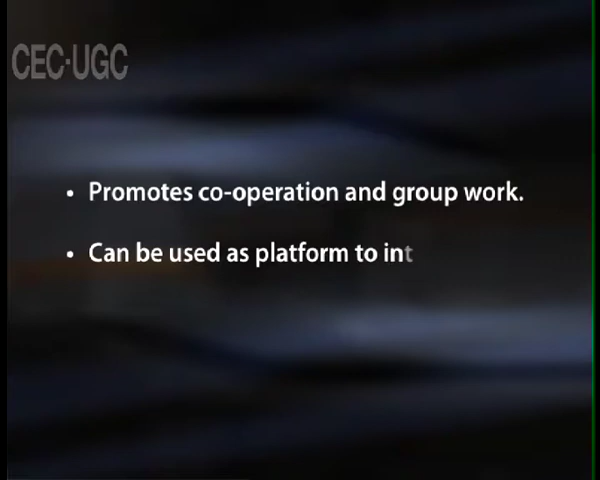 CEC-UGC
• Promotes co-operation and group work.
• Can be used as platform to int